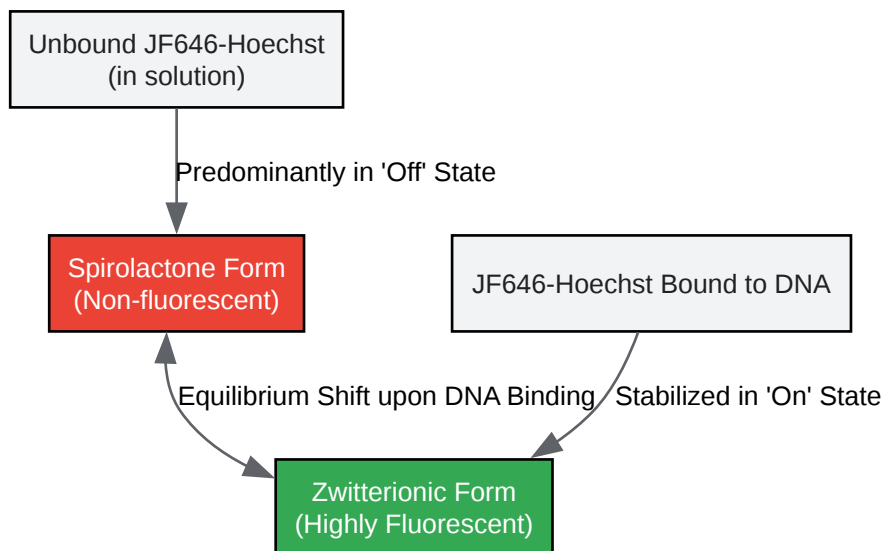 Unbound JF646-Hoechst
(in solution)
Predominantly in 'Off' State
Spirolactone Form
(Non-fluorescent)
JF646-Hoechst Bound to DNA
Equilibrium Shift upon DNA Binding
Stabilized in 'On' State
Zwitterionic Form
(Highly Fluorescent)